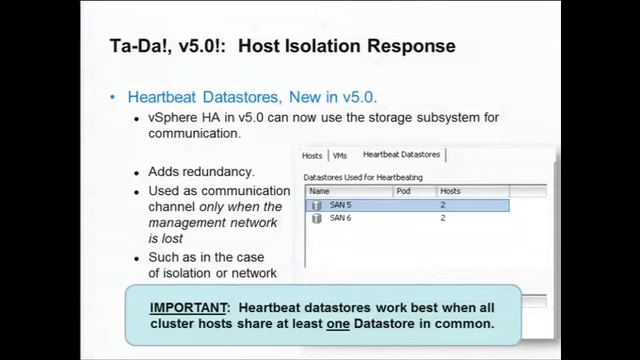 Ta-Da!, v5.0!: Host Isolation Response
• Heartbeat Datastores, New in v5.0.
• vSphere HA in v5.0 can now use the storage subsystem for
communication.
• Adds redundancy.
• Used as communication
channel only when the
management network
is lost
• Such as in the case
of isolation or network
Hosts VMs Heartbeat Datastores
Datastores Used for Heartbeating
Name Pod Hosts
SAN 5 2
SAN 6 2
IMPORTANT: Heartbeat datastores work best when all
cluster hosts share at least one Datastore in common.